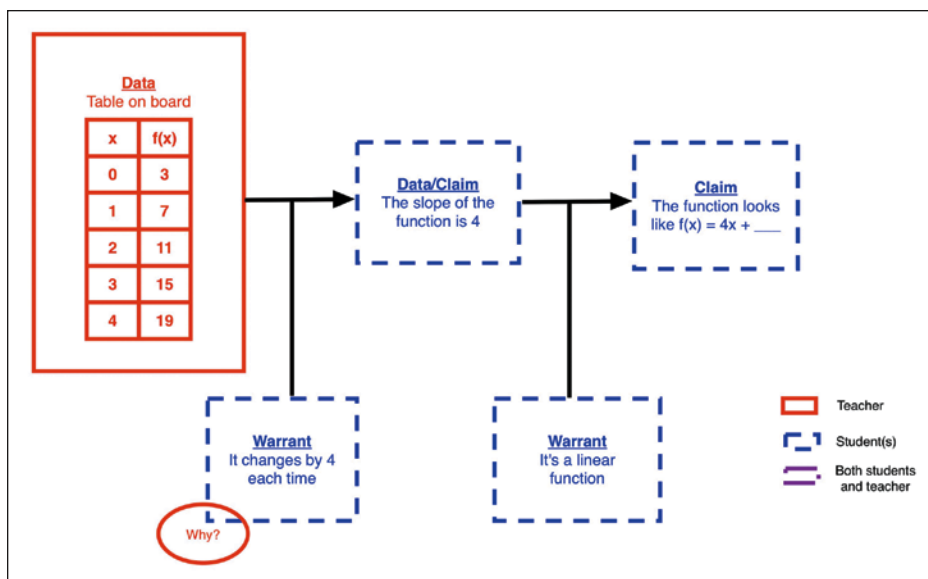 Data
Table on board
x f(x)
0 3
1 7
2 11
3 15
4 19
Data/Claim
The slope of the
function is 4
Claim
The function looks
like f(x) = 4x + ___
Warrant
It changes by 4
each time
Why?
Warrant
It's a linear
function
Teacher
Student(s)
Both students
and teacher